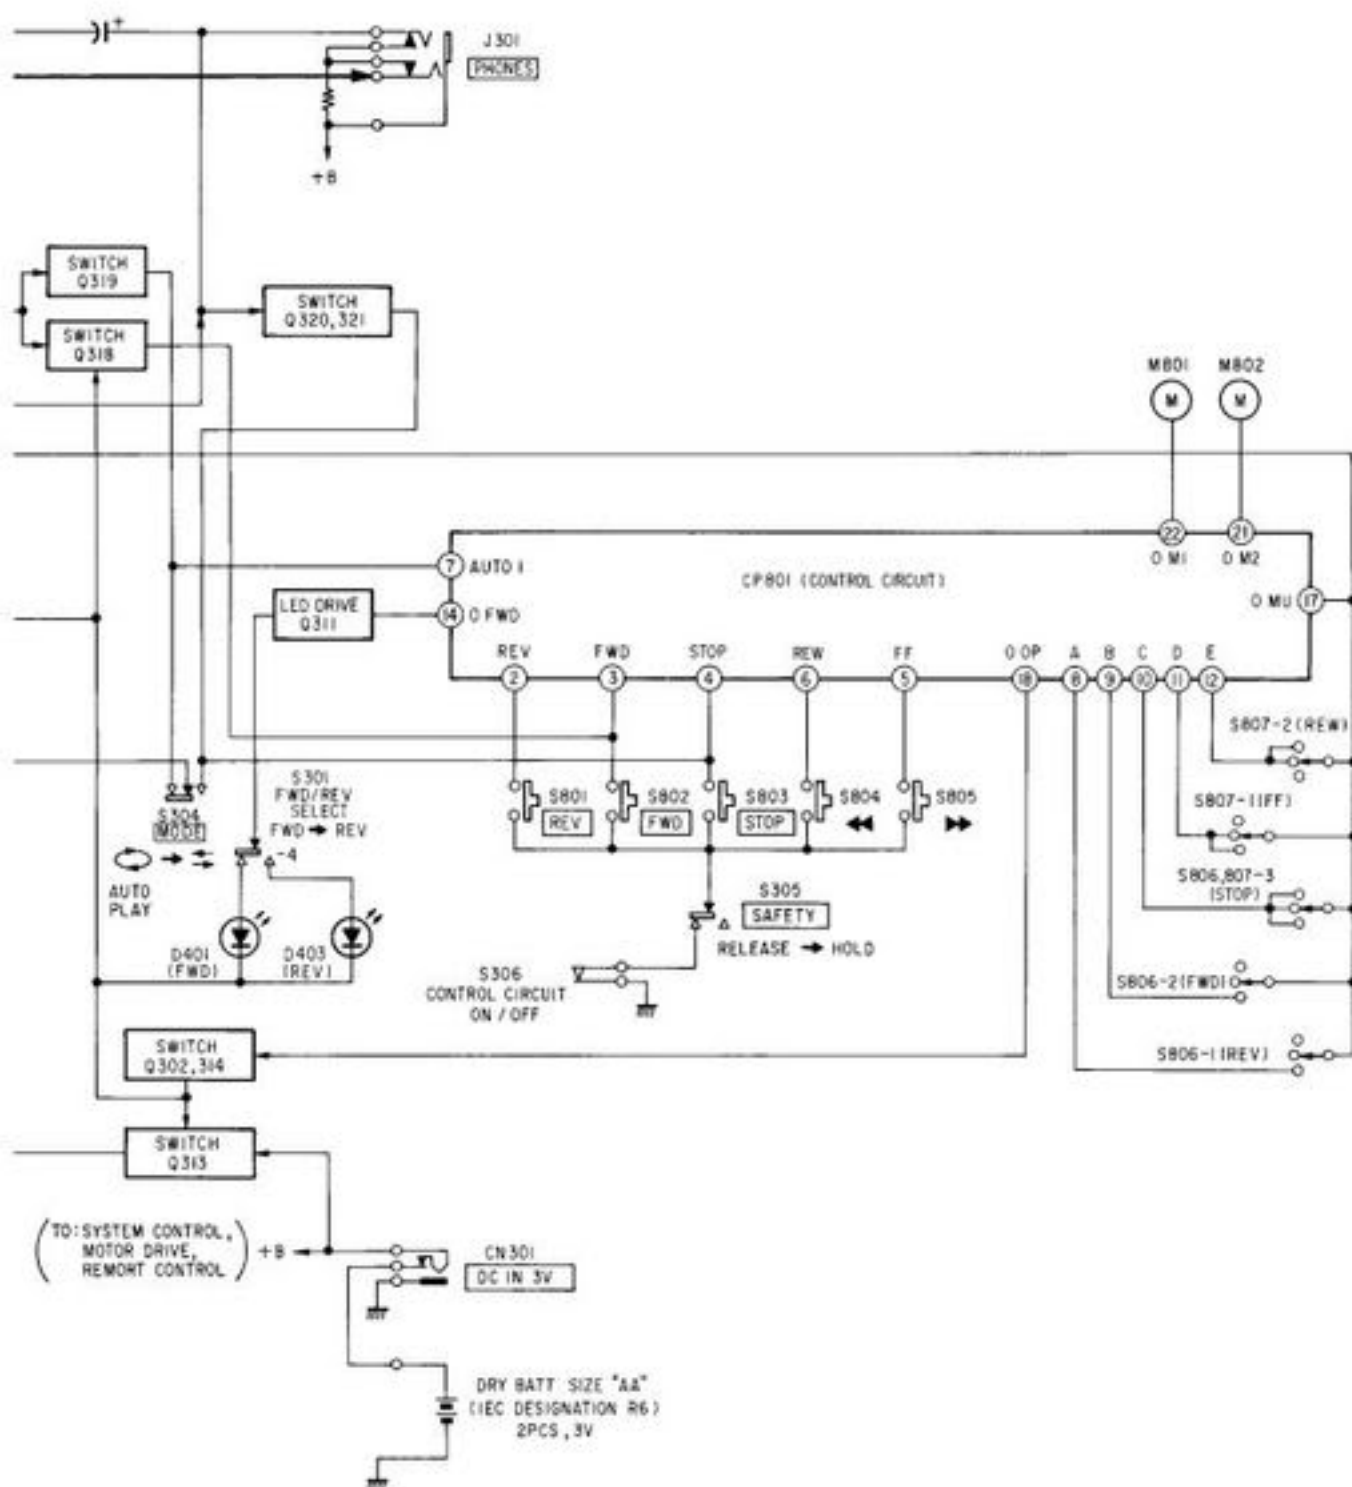 +
J301
PHONES
+B
SWITCH
Q319
SWITCH
Q318
SWITCH
Q320,321
M801
M802
M
M
22
21
O M1
O M2
7
AUTO I
CP801 (CONTROL CIRCUIT)
O MU
17
LED DRIVE
Q311
14
O FWD
REV
FWD
STOP
REW
FF
O OP
A
B
C
D
E
2
3
4
6
5
18
8
9
10
11
12
S807-2(REW)
S304
MODE
AUTO
PLAY
S301
FWD/REV
SELECT
FWD → REV
-4
S801
REV
S802
FWD
S803
STOP
S804
S805
S807-1(FF)
S806,807-3
(STOP)
S305
SAFETY
RELEASE → HOLD
D401
(FWD)
D403
(REV)
S306
CONTROL CIRCUIT
ON / OFF
S806-2(FWD)
S806-1(REV)
SWITCH
Q302,314
SWITCH
Q313
(TO: SYSTEM CONTROL,
MOTOR DRIVE,
REMORT CONTROL)
+B
CN301
DC IN 3V
DRY BATT SIZE "AA"
(IEC DESIGNATION R6)
2PCS, 3V